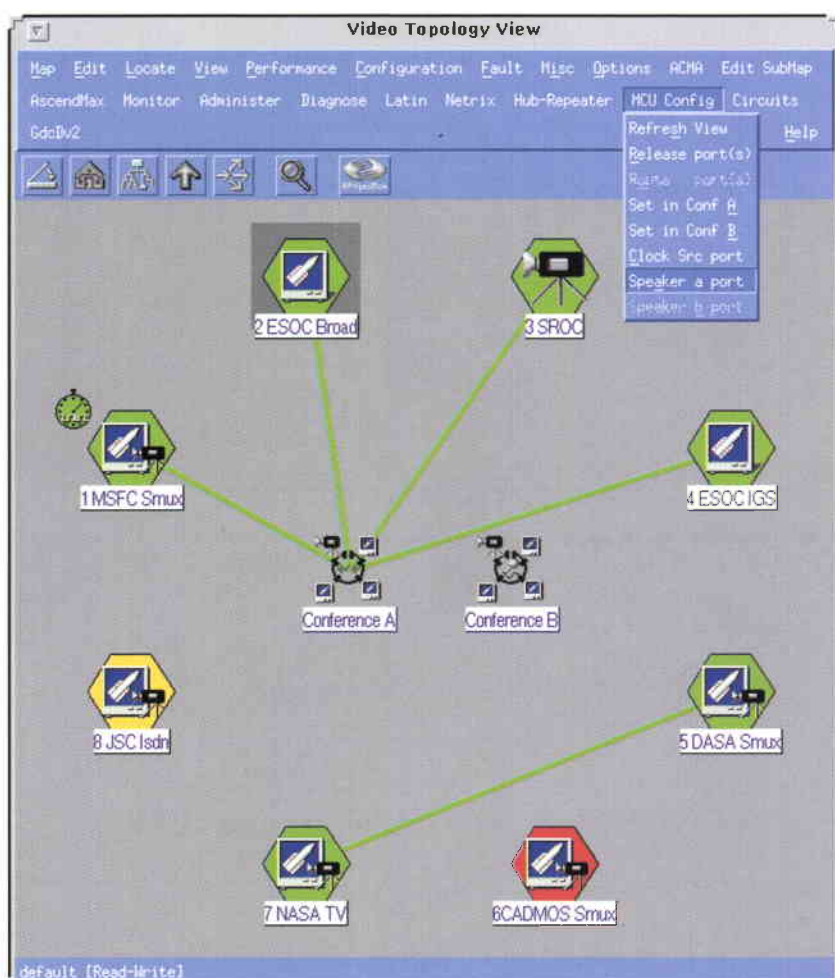 Video Topology View
Map Edit Locate View Performance Configuration Fault Misc Options ACMA Edit SubMap
AscendMax Monitor Administer Diagnose Latin Netrix Hub-Repeater MCU Config Circuits
GdcDv2 Help
Refresh View
Release port(s)
Route port(s)
Set in Conf A
Set in Conf B
Clock Src port
Speaker a port
Speaker b port
2 ESOC Broad
3 SROC
1 MSFC Smux
4 ESOC IGS
Conference A
Conference B
8 JSC Isdn
5 DASA Smux
7 NASA TV
6CADMOS Smux
default [Read-Write]